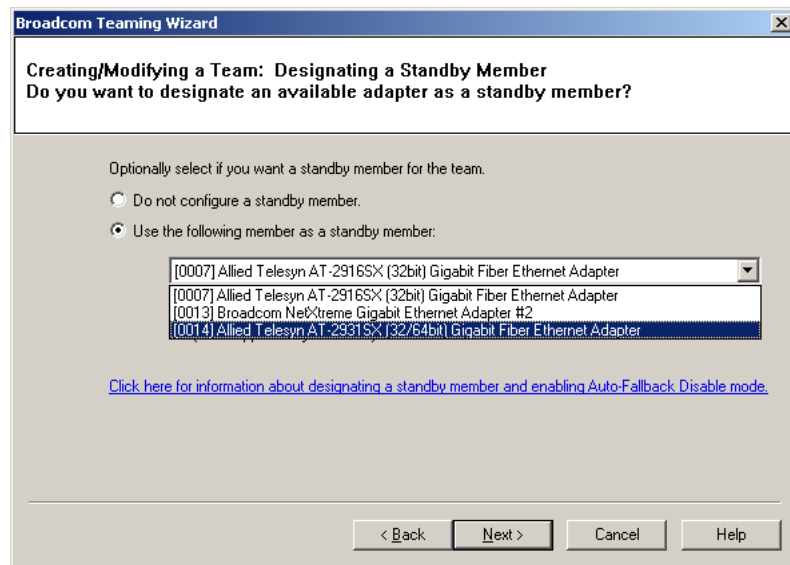 Broadcom Teaming Wizard
Creating/Modifying a Team: Designating a Standby Member
Do you want to designate an available adapter as a standby member?
Optionally select if you want a standby member for the team.
Do not configure a standby member.
Use the following member as a standby member:
[0007] Allied Telesyn AT-2916SX (32bit) Gigabit Fiber Ethernet Adapter
[0007] Allied Telesyn AT-2916SX (32bit) Gigabit Fiber Ethernet Adapter
[0013] Broadcom NetXtreme Gigabit Ethernet Adapter #2
[0014] Allied Telesyn AT-2931SX (32/64bit) Gigabit Fiber Ethernet Adapter
Click here for information about designating a standby member and enabling Auto-Fallback Disable mode.
< Back Next > Cancel Help